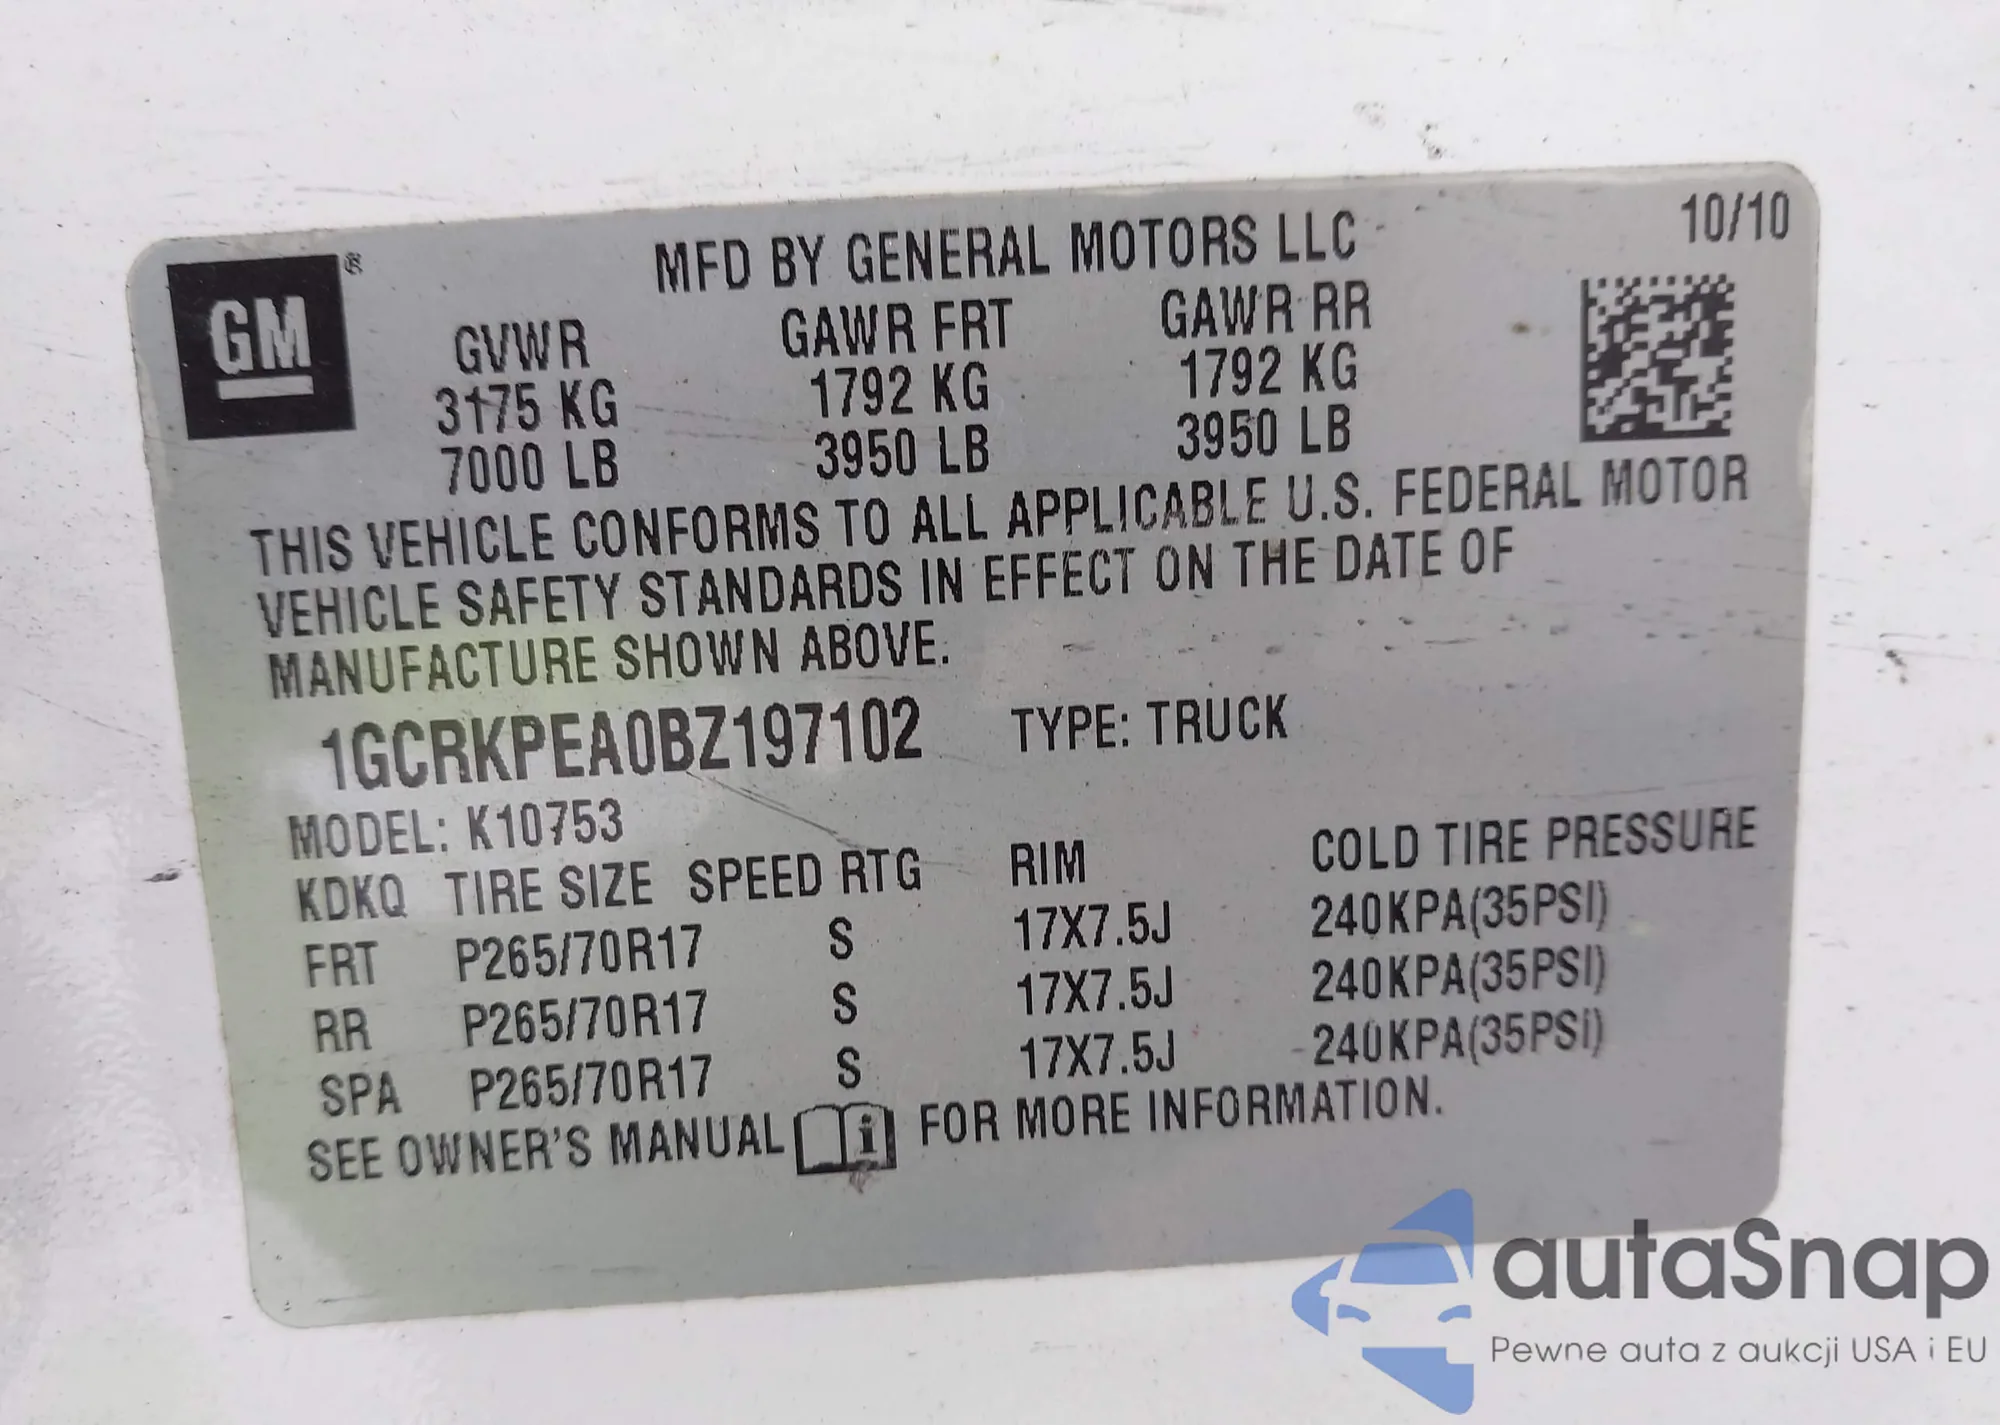 GM ®
MFD BY GENERAL MOTORS LLC 10/10
GVWR GAWR FRT GAWR RR
3175 KG 1792 KG 1792 KG
7000 LB 3950 LB 3950 LB
THIS VEHICLE CONFORMS TO ALL APPLICABLE U.S. FEDERAL MOTOR
VEHICLE SAFETY STANDARDS IN EFFECT ON THE DATE OF
MANUFACTURE SHOWN ABOVE.
1GCRKPEA0BZ197102 TYPE: TRUCK
MODEL: K10753
KDKQ TIRE SIZE SPEED RTG RIM COLD TIRE PRESSURE
FRT P265/70R17 S 17X7.5J 240KPA(35PSI)
RR P265/70R17 S 17X7.5J 240KPA(35PSI)
SPA P265/70R17 S 17X7.5J 240KPA(35PSI)
SEE OWNER'S MANUAL i FOR MORE INFORMATION.
autaSnap
Pewne auta z aukcji USA i EU